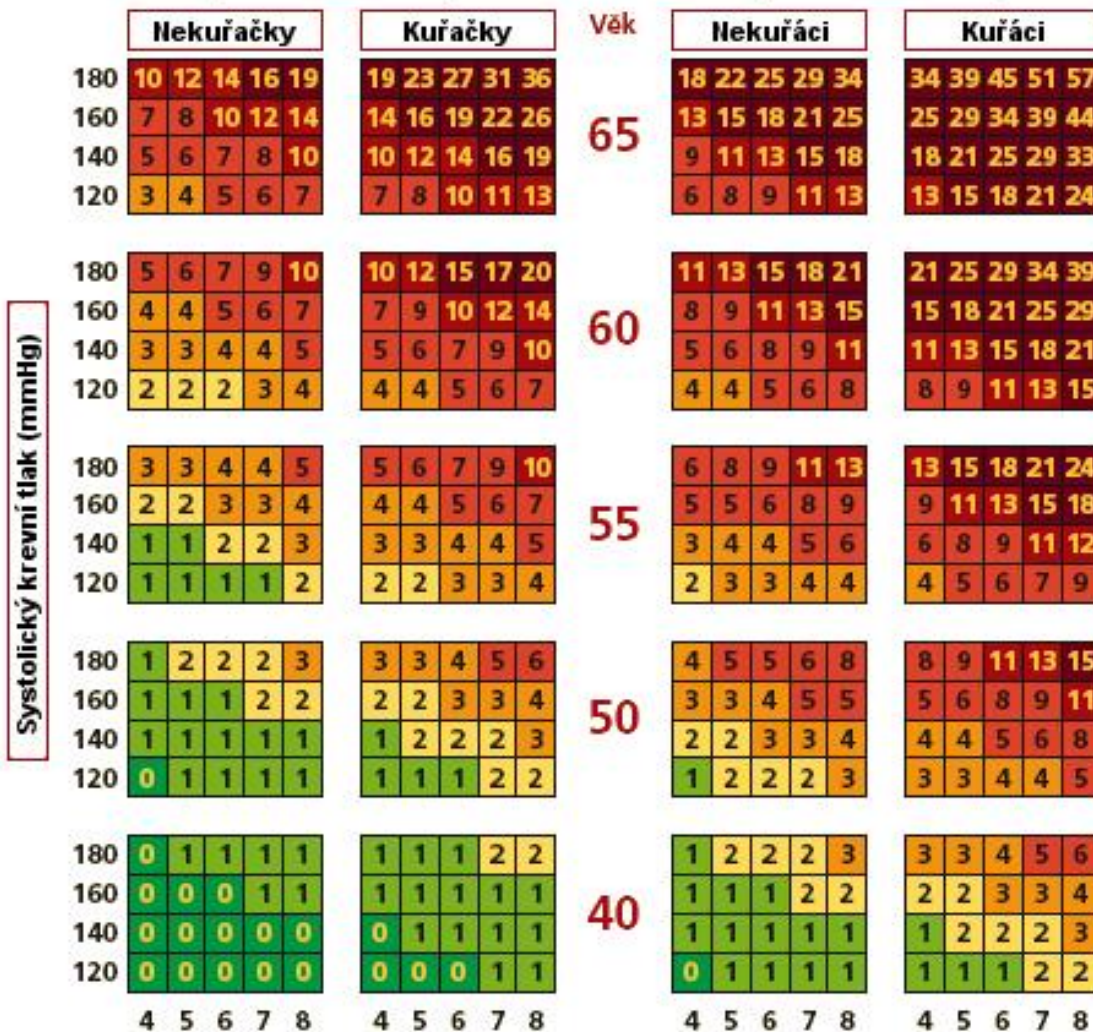 Nekuřačky Kuřačky Věk Nekuřáci Kuřáci
180 10 12 14 16 19 19 23 27 31 36 18 22 25 29 34 34 39 45 51 57
160 7 8 10 12 14 14 16 19 22 26 13 15 18 21 25 25 29 34 39 44
65
140 5 6 7 8 10 10 12 14 16 19 9 11 13 15 18 18 21 25 29 33
120 3 4 5 6 7 7 8 10 11 13 6 8 9 11 13 13 15 18 21 24
180 5 6 7 9 10 10 12 15 17 20 11 13 15 18 21 21 25 29 34 39
160 4 4 5 6 7 7 9 10 12 14 8 9 11 13 15 15 18 21 25 29
60
140 3 3 4 4 5 5 6 7 9 10 5 6 8 9 11 11 13 15 18 21
120 2 2 2 3 4 4 4 5 6 7 4 4 5 6 8 8 9 11 13 15
Systolický krevní tlak (mmHg)
180 3 3 4 4 5 5 6 7 9 10 6 8 9 11 13 13 15 18 21 24
160 2 2 3 3 4 4 4 5 6 7 5 5 6 8 9 9 11 13 15 18
55
140 1 1 2 2 3 3 3 4 4 5 3 4 4 5 6 6 8 9 11 12
120 1 1 1 1 2 2 2 3 3 4 2 3 3 4 4 4 5 6 7 9
180 1 2 2 2 3 3 3 4 5 6 4 5 5 6 8 8 9 11 13 15
160 1 1 1 2 2 2 2 3 3 4 3 3 4 5 5 5 6 8 9 11
50
140 1 1 1 1 1 1 2 2 2 3 2 2 3 3 4 4 4 5 6 8
120 0 1 1 1 1 1 1 1 2 2 1 2 2 2 3 3 3 4 4 5
180 0 1 1 1 1 1 1 1 2 2 1 2 2 2 3 3 3 4 5 6
160 0 0 0 1 1 1 1 1 1 1 1 1 1 2 2 2 2 3 3 4
40
140 0 0 0 0 0 0 1 1 1 1 1 1 1 1 1 1 2 2 2 3
120 0 0 0 0 0 0 0 0 1 1 0 1 1 1 1 1 1 1 2 2
4 5 6 7 8 4 5 6 7 8 4 5 6 7 8 4 5 6 7 8